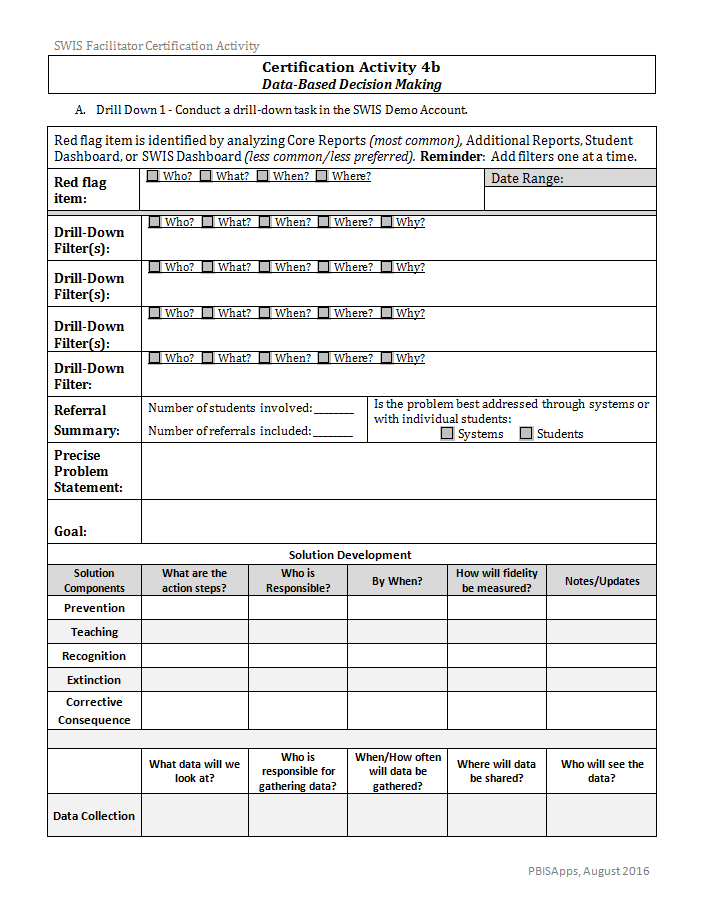 SWIS Facilitator Certification Activity
Certification Activity 4b
Data-Based Decision Making
A. Drill Down 1 - Conduct a drill-down task in the SWIS Demo Account.
Red flag item is identified by analyzing Core Reports (most common), Additional Reports, Student
Dashboard, or SWIS Dashboard (less common/less preferred). Reminder: Add filters one at a time.
Red flag
item:
Who? What? When? Where?
Date Range:
Drill-Down
Filter(s):
Who? What? When? Where? Why?
Drill-Down
Filter(s):
Who? What? When? Where? Why?
Drill-Down
Filter(s):
Who? What? When? Where? Why?
Drill-Down
Filter:
Who? What? When? Where? Why?
Referral
Summary:
Number of students involved: _______
Number of referrals included: _______
Is the problem best addressed through systems or
with individual students:
Systems Students
Precise
Problem
Statement:
Goal:
Solution Development
Solution
Components
What are the
action steps?
Who is
Responsible?
By When?
How will fidelity
be measured?
Notes/Updates
Prevention
Teaching
Recognition
Extinction
Corrective
Consequence
What data will we
look at?
Who is
responsible for
gathering data?
When/How often
will data be
gathered?
Where will data
be shared?
Who will see the
data?
Data Collection
PBISApps, August 2016